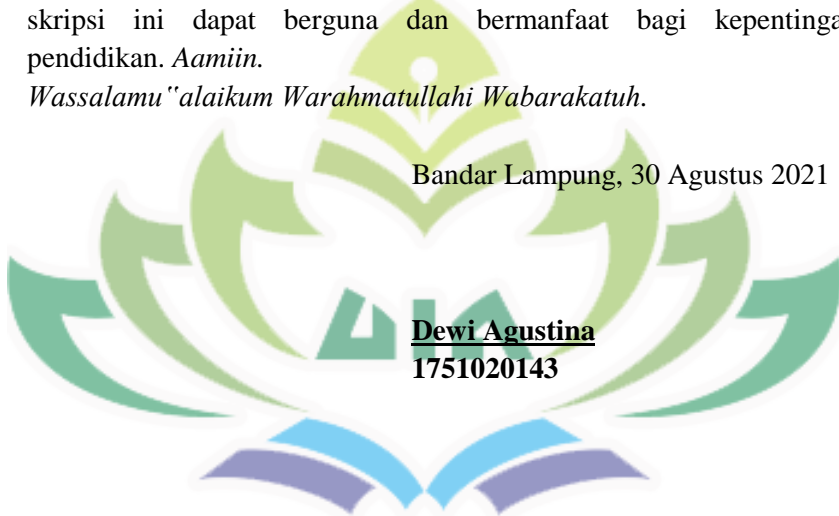 skripsi ini dapat berguna dan bermanfaat bagi kepentinga
pendidikan. Aamiin.
Wassalamu‟alaikum Warahmatullahi Wabarakatuh.
Bandar Lampung, 30 Agustus 2021
UIN
Dewi Agustina
1751020143